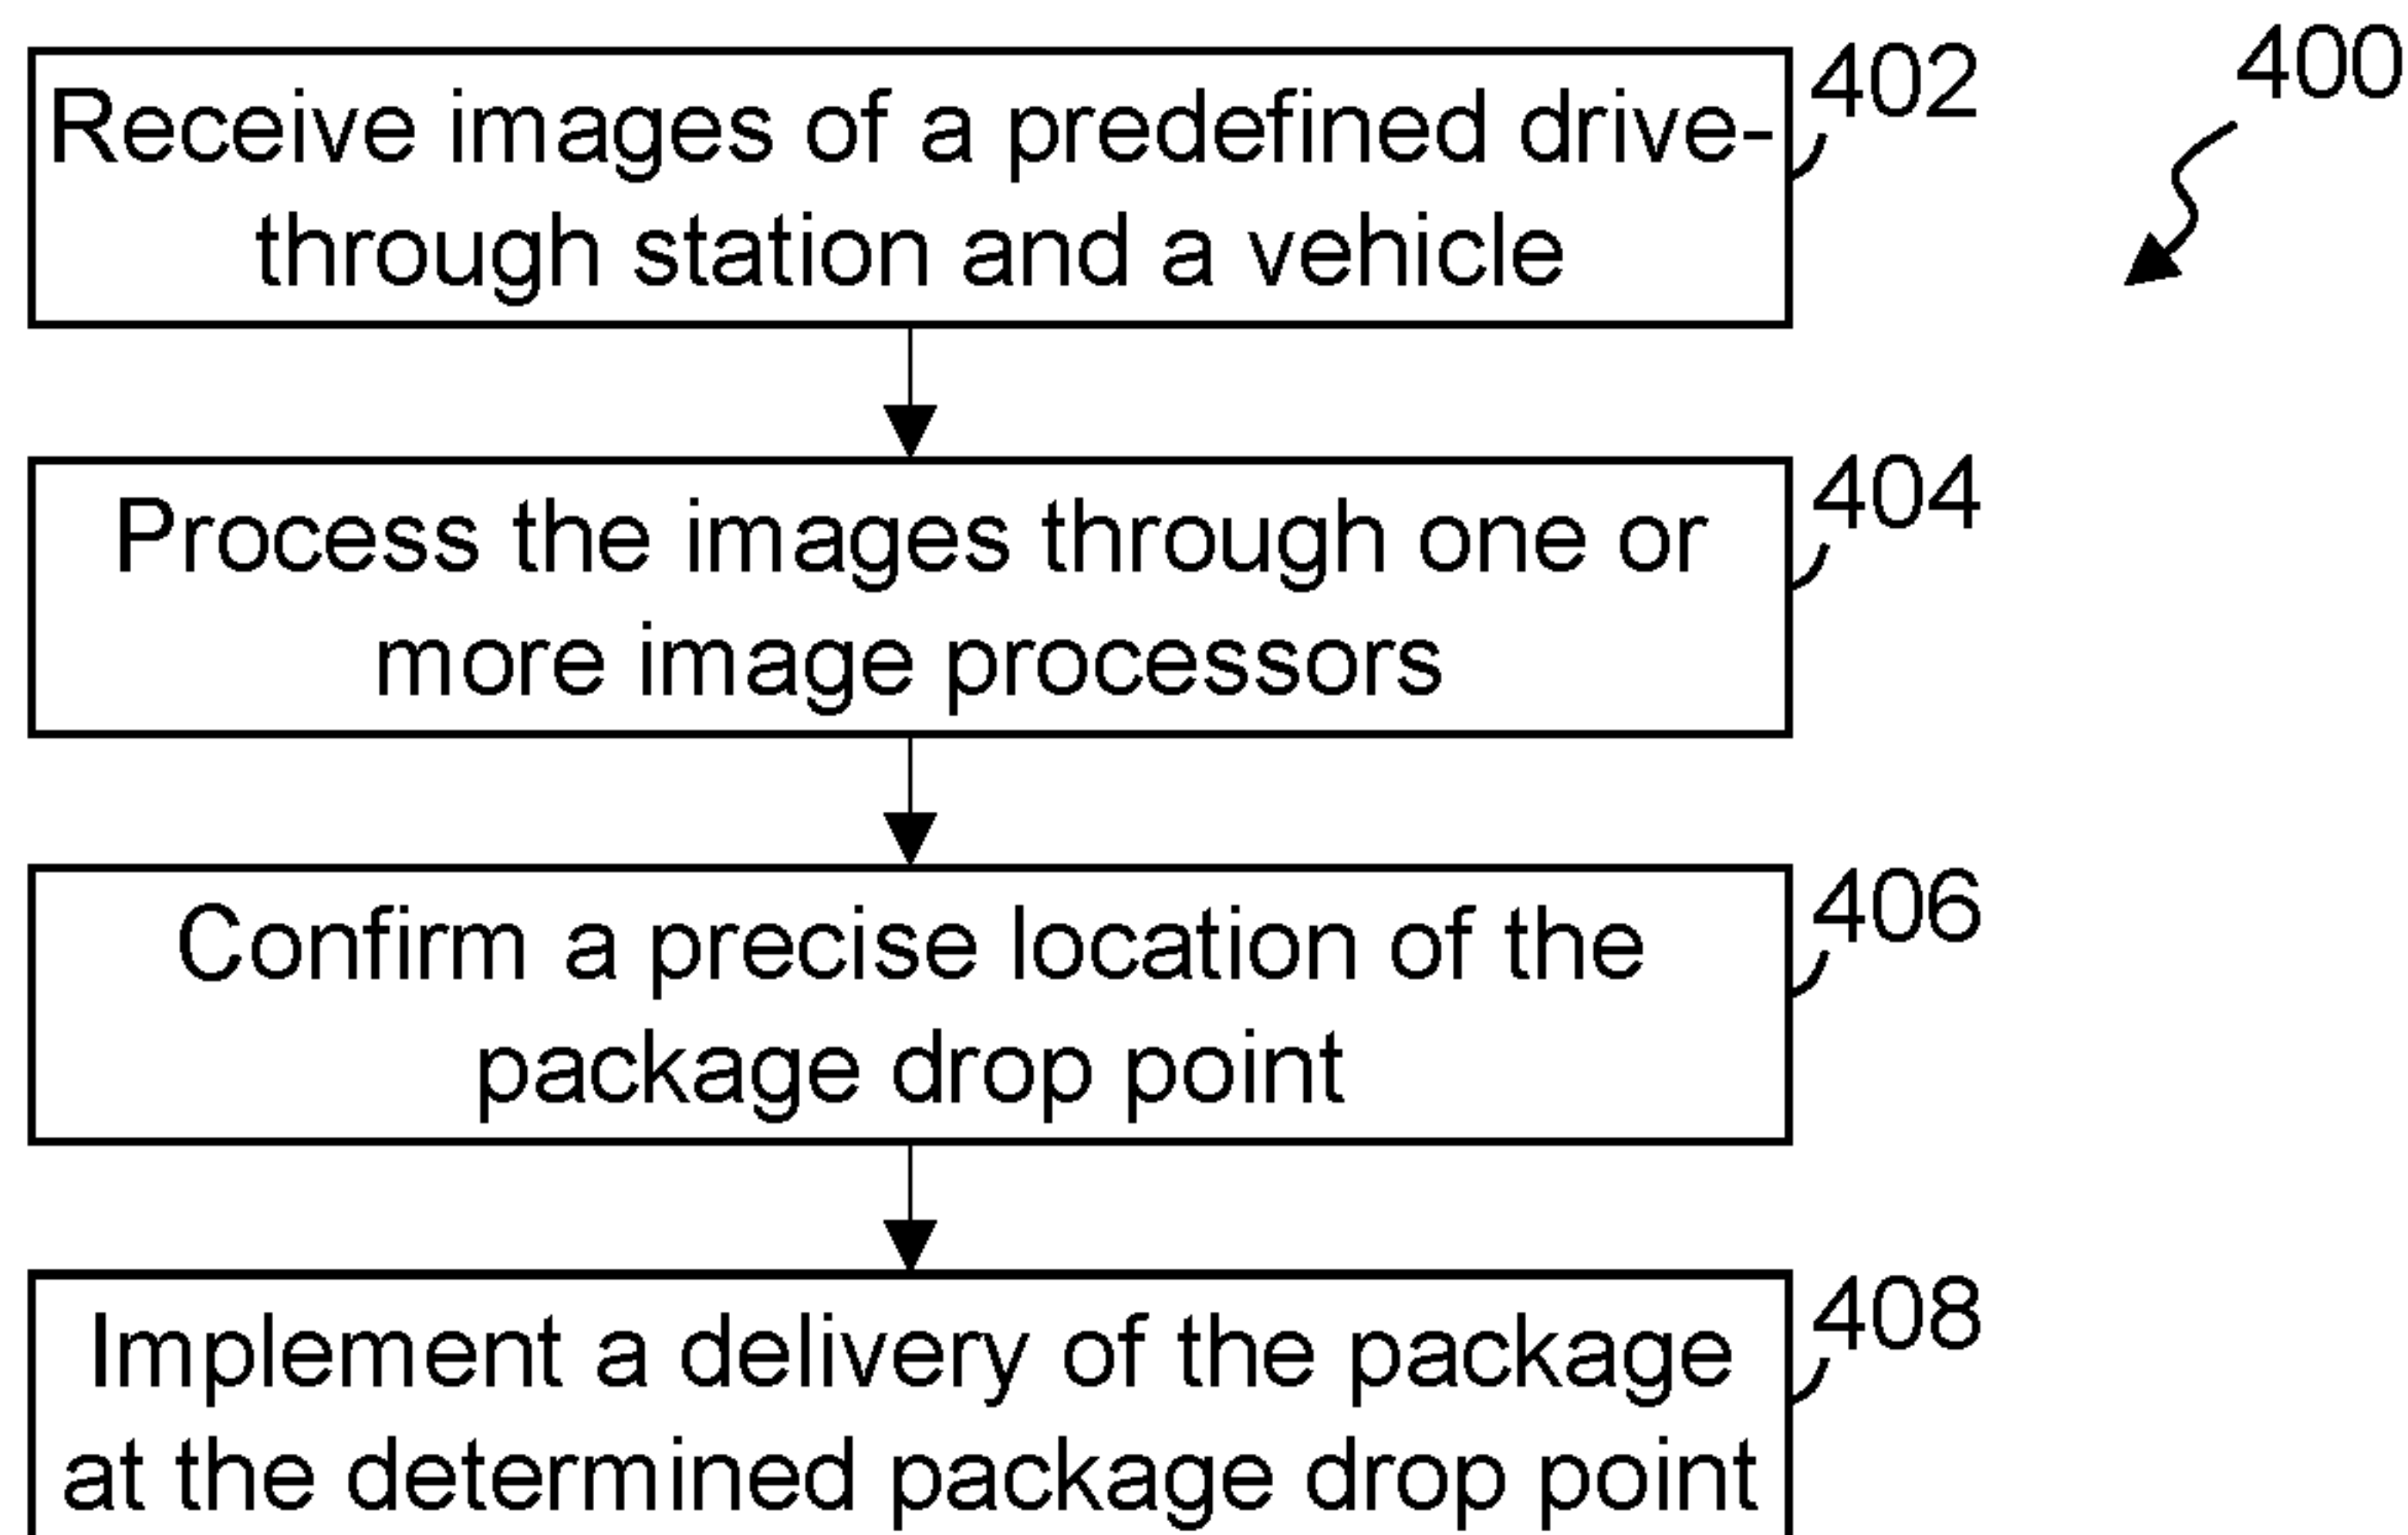 400
402
Receive images of a predefined drive-
through station and a vehicle
404
Process the images through one or
more image processors
406
Confirm a precise location of the
package drop point
408
Implement a delivery of the package
at the determined package drop point